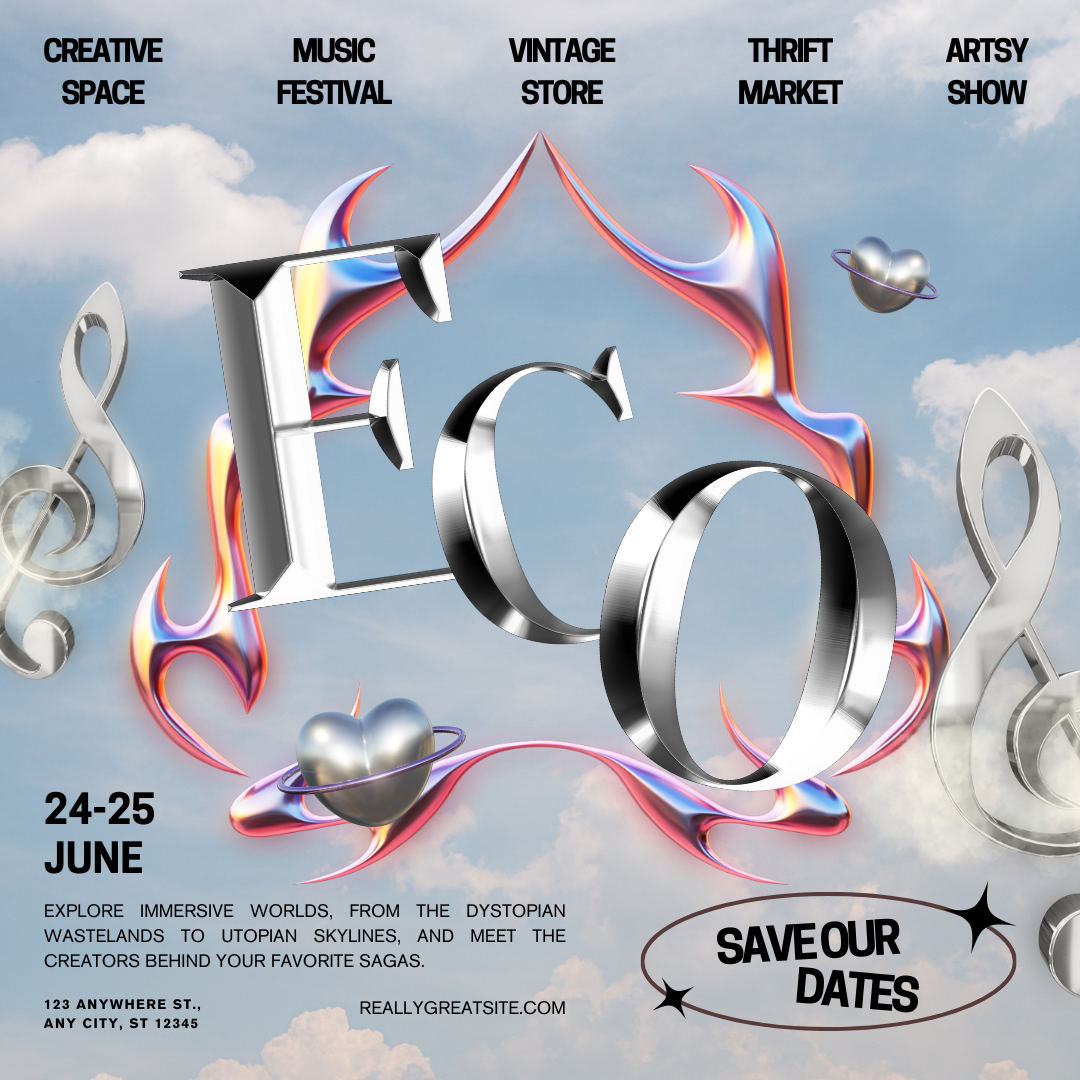 CREATIVE
SPACE
MUSIC
FESTIVAL
VINTAGE
STORE
THRIFT
MARKET
ARTSY
SHOW
ECO
24-25
JUNE
EXPLORE IMMERSIVE WORLDS, FROM THE DYSTOPIAN
WASTELANDS TO UTOPIAN SKYLINES, AND MEET THE
CREATORS BEHIND YOUR FAVORITE SAGAS.
123 ANYWHERE ST.,
ANY CITY, ST 12345
REALLYGREATSITE.COM
SAVE OUR
DATES